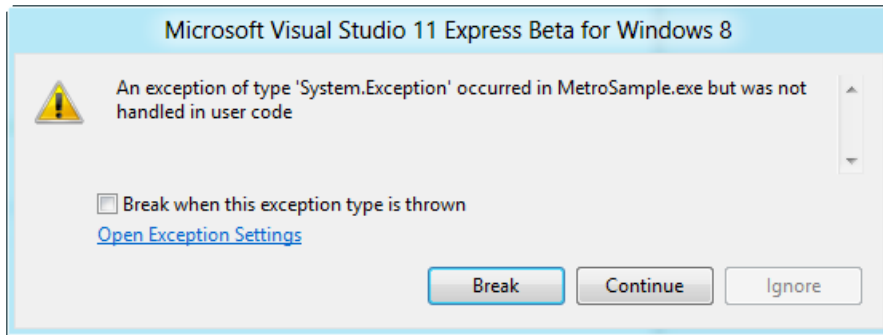 Microsoft Visual Studio 11 Express Beta for Windows 8
An exception of type 'System.Exception' occurred in MetroSample.exe but was not
handled in user code
Break when this exception type is thrown
Open Exception Settings
Break Continue Ignore